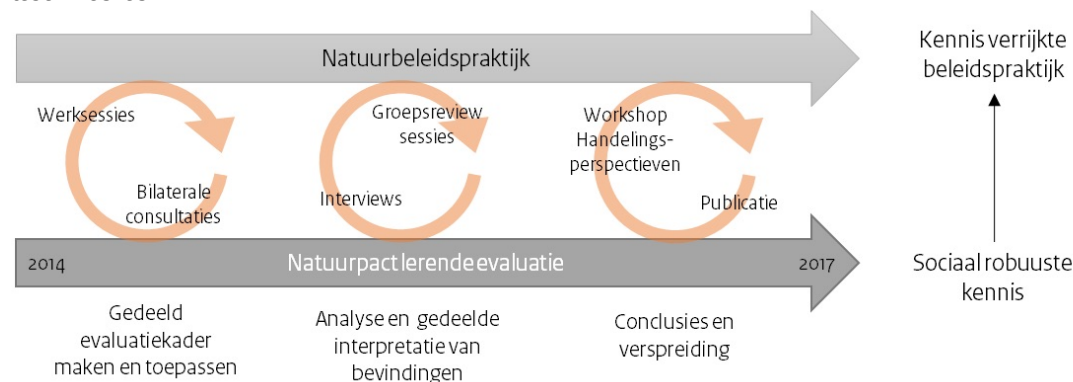 Natuurbeleidspraktijk
Kennis verrijkte
beleidspraktijk
Werksessies
Bilaterale
consultaties
Groepsreview
sessies
Interviews
Workshop
Handelings-
perspectieven
Publicatie
2014
Natuurpact lerende evaluatie
2017
Sociaal robuuste
kennis
Gedeeld
evaluatiekader
maken en toepassen
Analyse en gedeelde
interpretatie van
bevindingen
Conclusies en
verspreiding